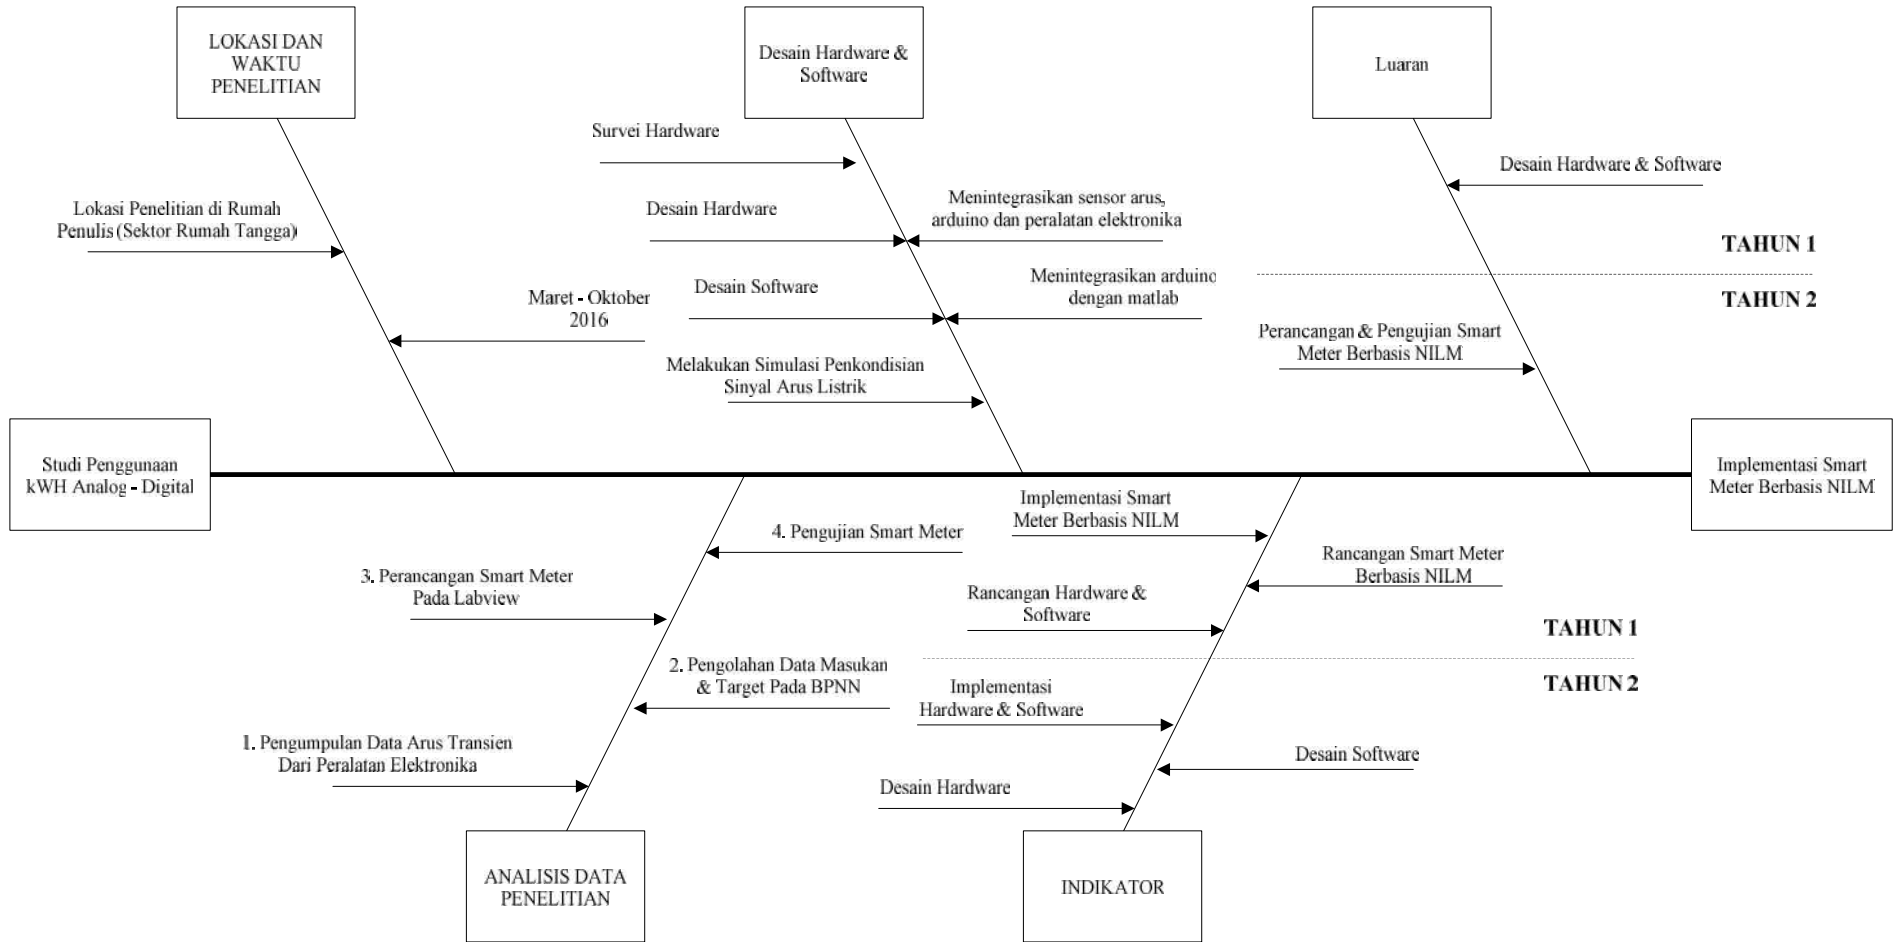 LOKASI DAN
WAKTU
PENELITIAN
Desain Hardware &
Software
Luaran
Survei Hardware
Desain Hardware & Software
Lokasi Penelitian di Rumah
Penulis (Sektor Rumah Tangga)
Desain Hardware
Menintegrasikan sensor arus,
arduino dan peralatan elektronika
TAHUN 1
Maret - Oktober
2016
Desain Software
Menintegrasikan arduino
dengan matlab
TAHUN 2
Melakukan Simulasi Penkondisian
Sinyal Arus Listrik
Perancangan & Pengujian Smart
Meter Berbasis NILM
Studi Penggunaan
kWH Analog - Digital
Implementasi Smart
Meter Berbasis NILM
4. Pengujian Smart Meter
Implementasi Smart
Meter Berbasis NILM
3. Perancangan Smart Meter
Pada Labview
Rancangan Smart Meter
Berbasis NILM
Rancangan Hardware &
Software
TAHUN 1
2. Pengolahan Data Masukan
& Target Pada BPNN
Implementasi
Hardware & Software
TAHUN 2
1. Pengumpulan Data Arus Transien
Dari Peralatan Elektronika
Desain Software
Desain Hardware
ANALISIS DATA
PENELITIAN
INDIKATOR